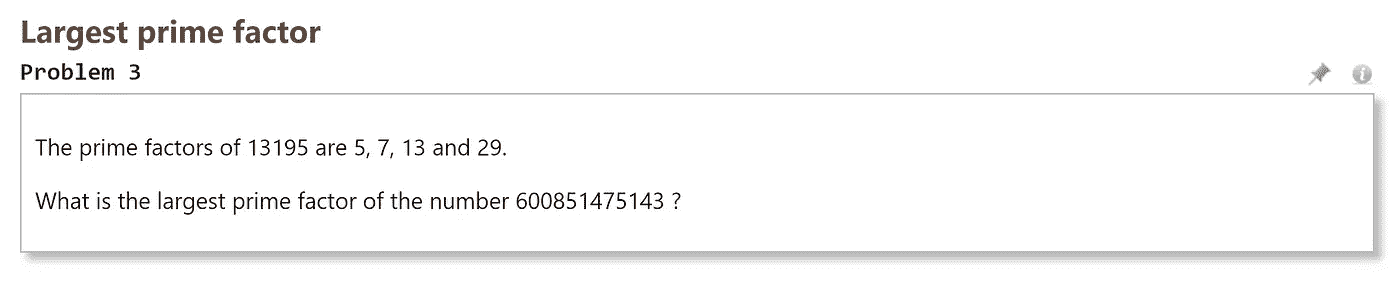 Largest prime factor
Problem 3
The prime factors of 13195 are 5, 7, 13 and 29.
What is the largest prime factor of the number 600851475143 ?